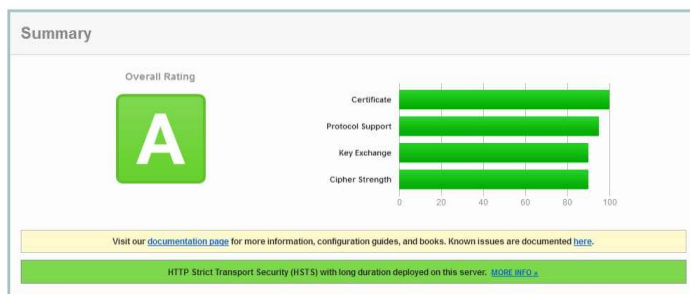 Summary
Overall Rating
A
Certificate
Protocol Support
Key Exchange
Cipher Strength
0 20 40 60 80 100
Visit our documentation page for more information, configuration guides, and books. Known issues are documented here.
HTTP Strict Transport Security (HSTS) with long duration deployed on this server. MORE INFO »